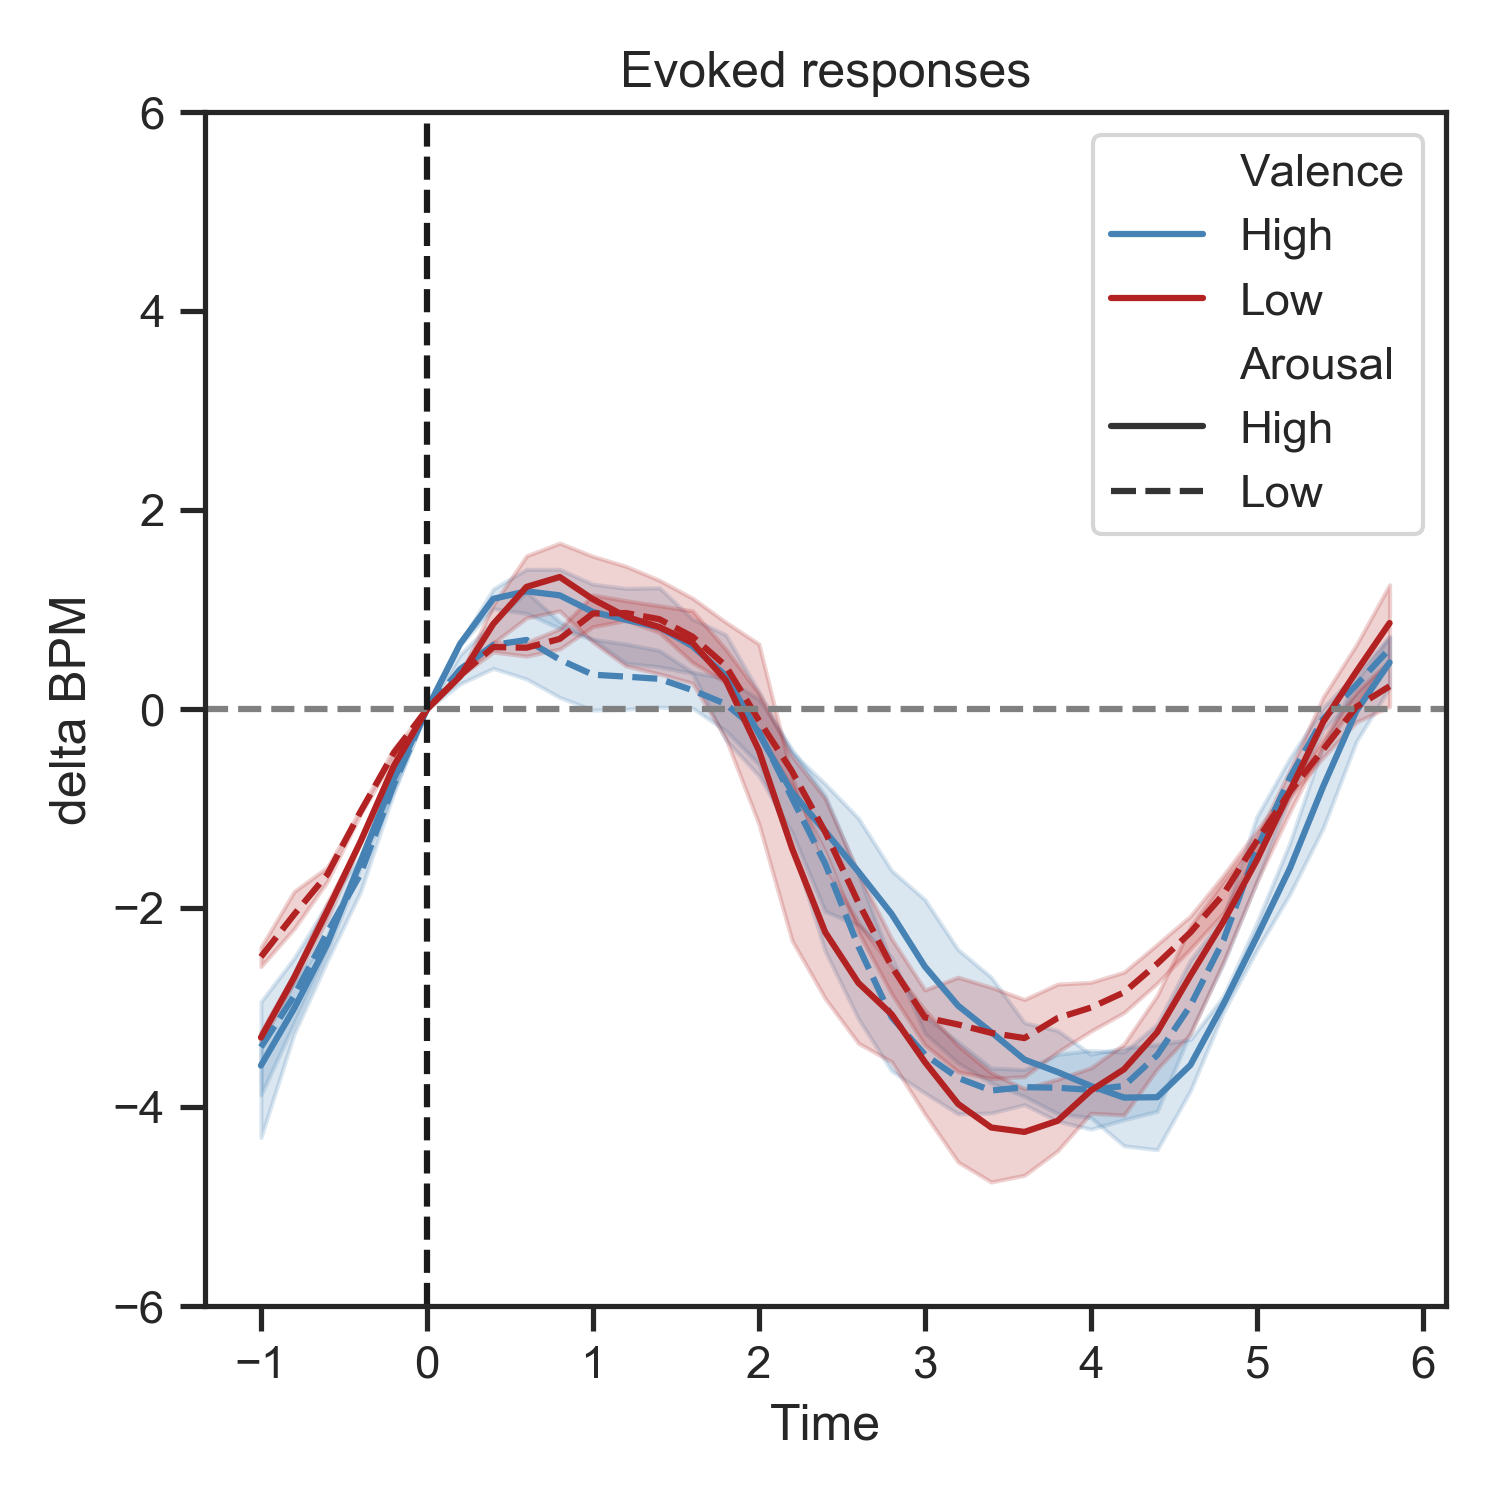 Evoked responses
6
4
2
0
−2
−4
−6
delta BPM
Valence
High
Low
Arousal
High
Low
−1 0 1 2 3 4 5 6
Time